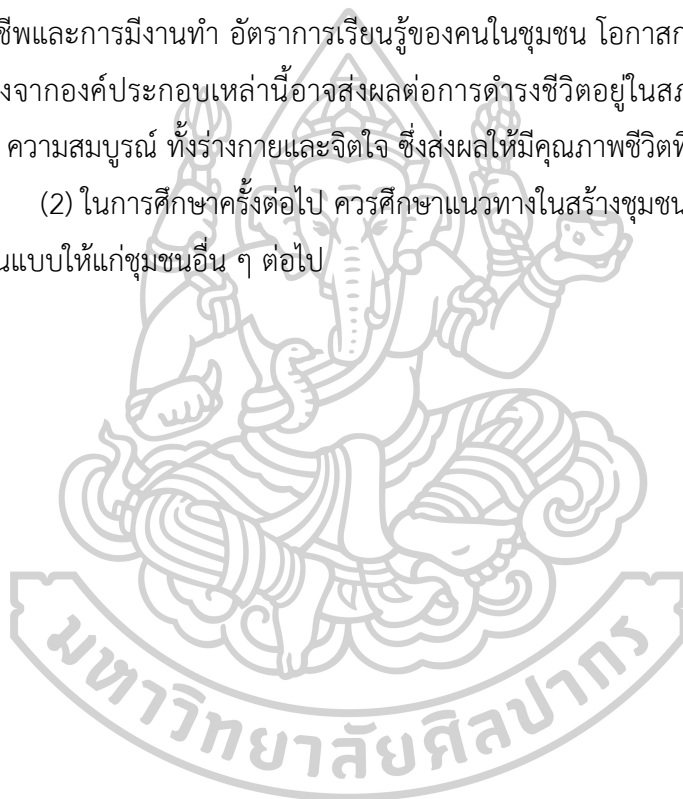 ชีพและการมีงานทำ อัตราการเรียนรู้ของคนในชุมชน
งจากองค์ประกอบเหล่านี้อาจส่งผลต่อการดำรงชีวิตอยู่ใน
ความสมบูรณ์ ทั้งร่างกายและจิตใจ ซึ่งส่งผลให้มีคุณภาพชีวิต
(2) ในการศึกษาครั้งต่อไป ควรศึกษาแนวทางในสร้างชุมชน
นแบบให้แก่ชุมชนอื่น ๆ ต่อไป
มหาวิทยาลัยศิลปากร